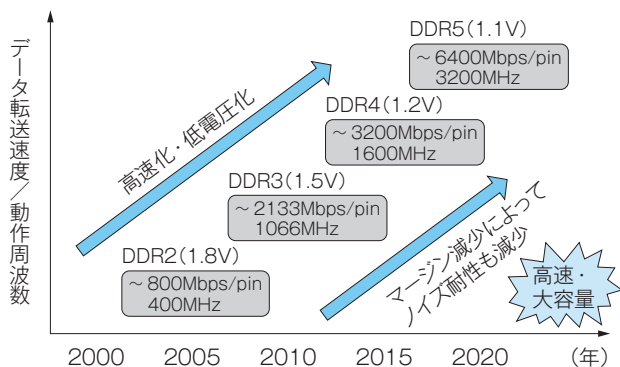 データ転送速度／動作周波数
DDR5（1.1V）
～6400Mbps/pin
3200MHz
高速化・低電圧化
DDR4（1.2V）
～3200Mbps/pin
1600MHz
DDR3（1.5V）
～2133Mbps/pin
1066MHz
DDR2（1.8V）
～800Mbps/pin
400MHz
マージン減少によって
ノイズ耐性も減少
高速・
大容量
2000 2005 2010 2015 2020 （年）